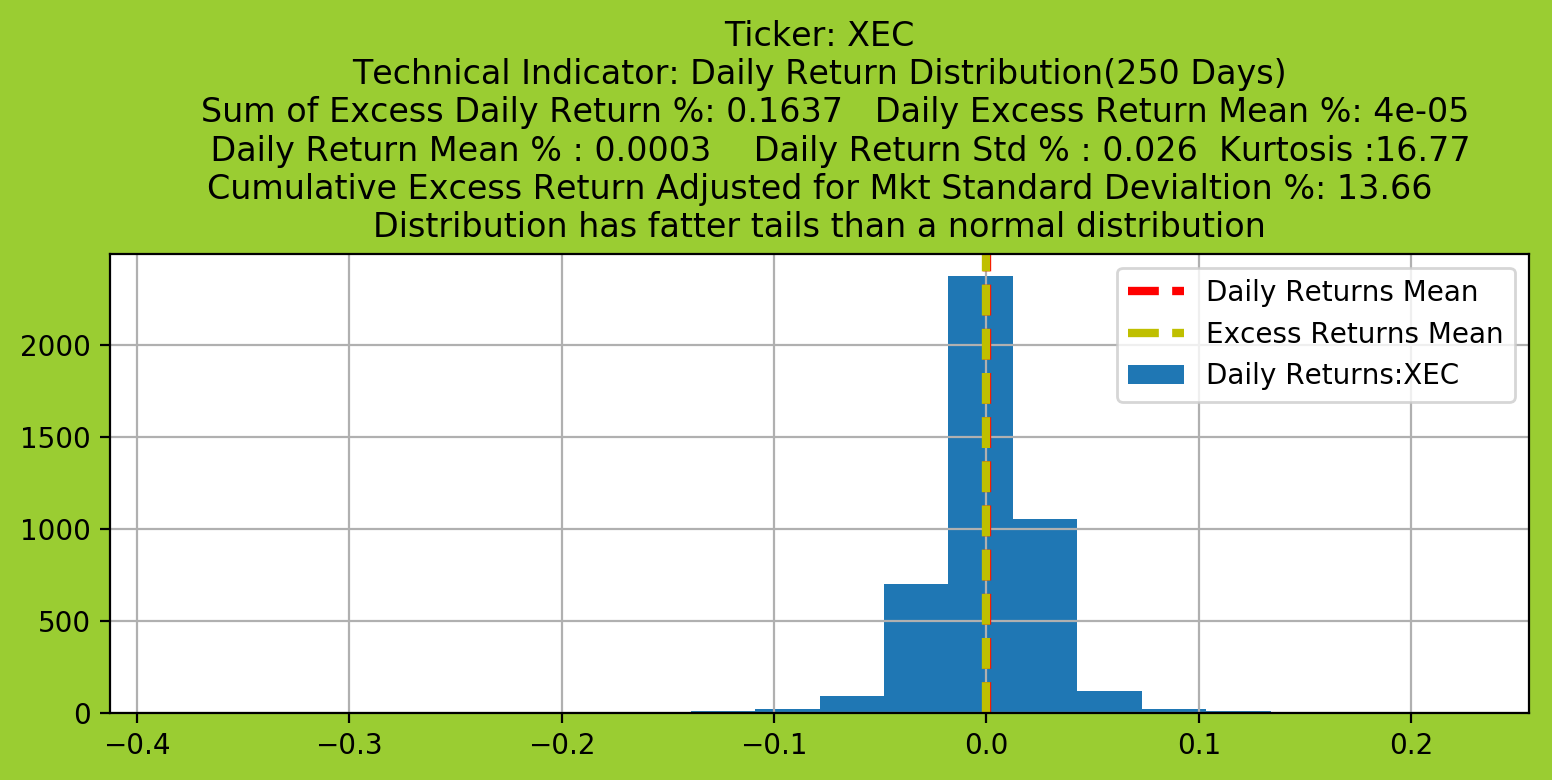 Ticker: XEC
Technical Indicator: Daily Return Distribution(250 Days)
Sum of Excess Daily Return %: 0.1637   Daily Excess Return Mean %: 4e-05
Daily Return Mean % : 0.0003    Daily Return Std % : 0.026  Kurtosis :16.77
Cumulative Excess Return Adjusted for Mkt Standard Devialtion %: 13.66
Distribution has fatter tails than a normal distribution
Daily Returns Mean
Excess Returns Mean
Daily Returns:XEC
2000
1500
1000
500
0
−0.4 −0.3 −0.2 −0.1 0.0 0.1 0.2